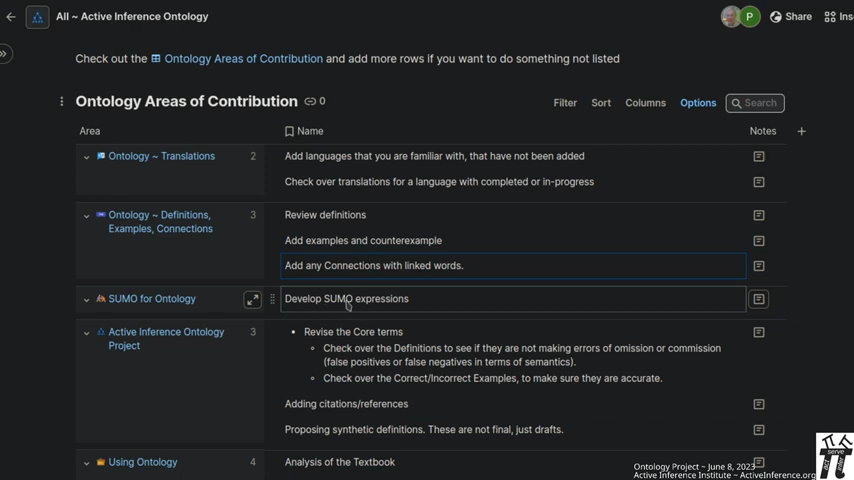 All ~ Active Inference Ontology
P
Share
Ins
Check out the Ontology Areas of Contribution and add more rows if you want to do something not listed
Ontology Areas of Contribution 0
Filter Sort Columns Options Search
Area Name Notes
Ontology ~ Translations 2
Add languages that you are familiar with, that have not been added
Check over translations for a language with completed or in-progress
Ontology ~ Definitions,
Examples, Connections
3
Review definitions
Add examples and counterexample
Add any Connections with linked words.
SUMO for Ontology
Develop SUMO expressions
Active Inference Ontology
Project
3
Revise the Core terms
Check over the Definitions to see if they are not making errors of omission or commission
(false positives or false negatives in terms of semantics).
Check over the Correct/Incorrect Examples, to make sure they are accurate.
Adding citations/references
Proposing synthetic definitions. These are not final, just drafts.
Using Ontology 4
Analysis of the Textbook
Ontology Project ~ June 8, 2023
Active Inference Institute ~ ActiveInference.org
serve